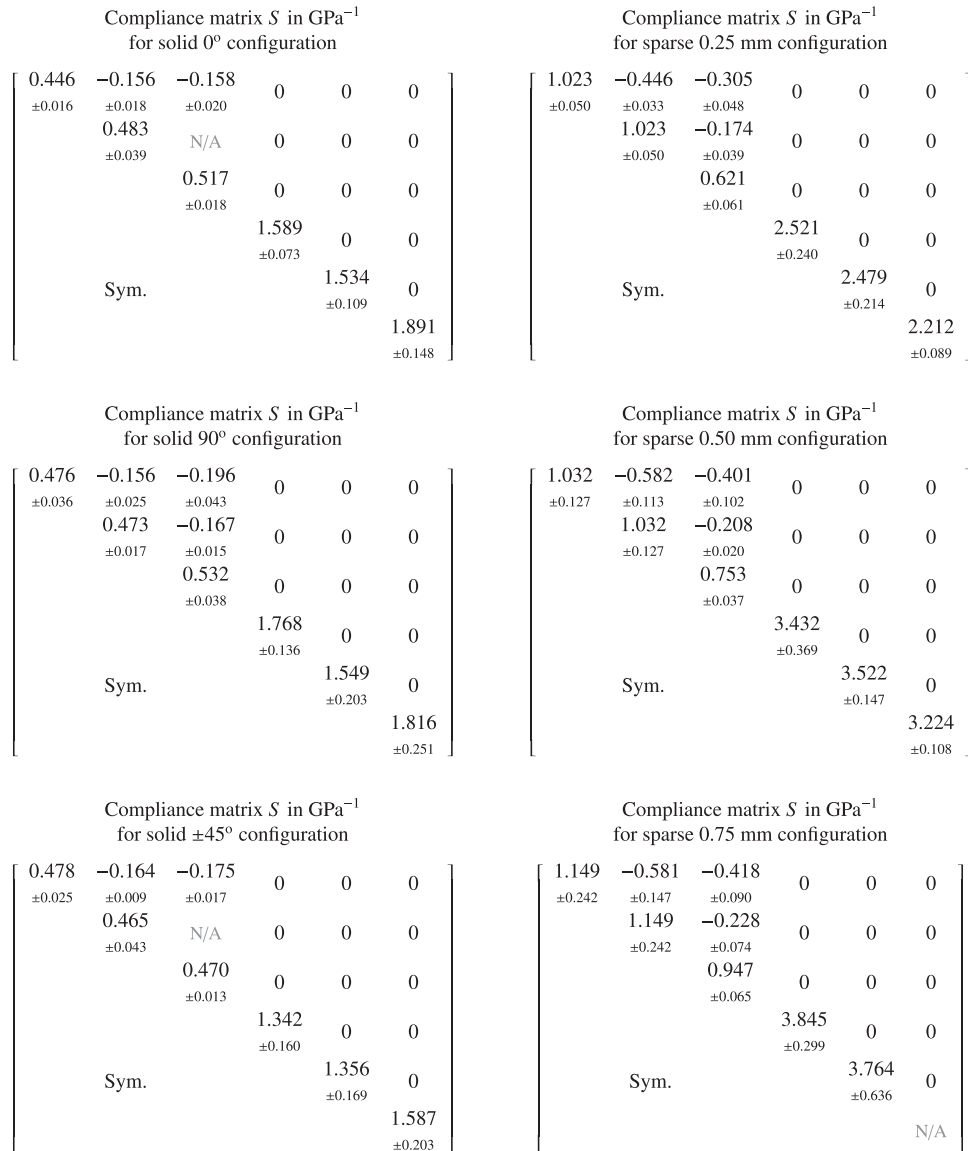 Compliance matrix S in GPa⁻¹
for solid 0º configuration
0.446 −0.156 −0.158 0 0 0
±0.016 ±0.018 ±0.020
0.483 N/A 0 0 0
±0.039
0.517 0 0 0
±0.018
1.589 0 0
±0.073
Sym. 1.534 0
±0.109
1.891
±0.148
Compliance matrix S in GPa⁻¹
for sparse 0.25 mm configuration
1.023 −0.446 −0.305 0 0 0
±0.050 ±0.033 ±0.048
1.023 −0.174 0 0 0
±0.050 ±0.039
0.621 0 0 0
±0.061
2.521 0 0
±0.240
Sym. 2.479 0
±0.214
2.212
±0.089
Compliance matrix S in GPa⁻¹
for solid 90º configuration
0.476 −0.156 −0.196 0 0 0
±0.036 ±0.025 ±0.043
0.473 −0.167 0 0 0
±0.017 ±0.015
0.532 0 0 0
±0.038
1.768 0 0
±0.136
Sym. 1.549 0
±0.203
1.816
±0.251
Compliance matrix S in GPa⁻¹
for sparse 0.50 mm configuration
1.032 −0.582 −0.401 0 0 0
±0.127 ±0.113 ±0.102
1.032 −0.208 0 0 0
±0.127 ±0.020
0.753 0 0 0
±0.037
3.432 0 0
±0.369
Sym. 3.522 0
±0.147
3.224
±0.108
Compliance matrix S in GPa⁻¹
for solid ±45º configuration
0.478 −0.164 −0.175 0 0 0
±0.025 ±0.009 ±0.017
0.465 N/A 0 0 0
±0.043
0.470 0 0 0
±0.013
1.342 0 0
±0.160
Sym. 1.356 0
±0.169
1.587
±0.203
Compliance matrix S in GPa⁻¹
for sparse 0.75 mm configuration
1.149 −0.581 −0.418 0 0 0
±0.242 ±0.147 ±0.090
1.149 −0.228 0 0 0
±0.242 ±0.074
0.947 0 0 0
±0.065
3.845 0 0
±0.299
Sym. 3.764 0
±0.636
N/A